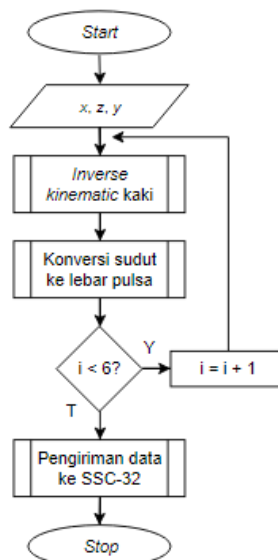 Start
x, z, y
Inverse
kinematic kaki
Konversi sudut
ke lebar pulsa
i < 6?
Y
i = i + 1
T
Pengiriman data
ke SSC-32
Stop